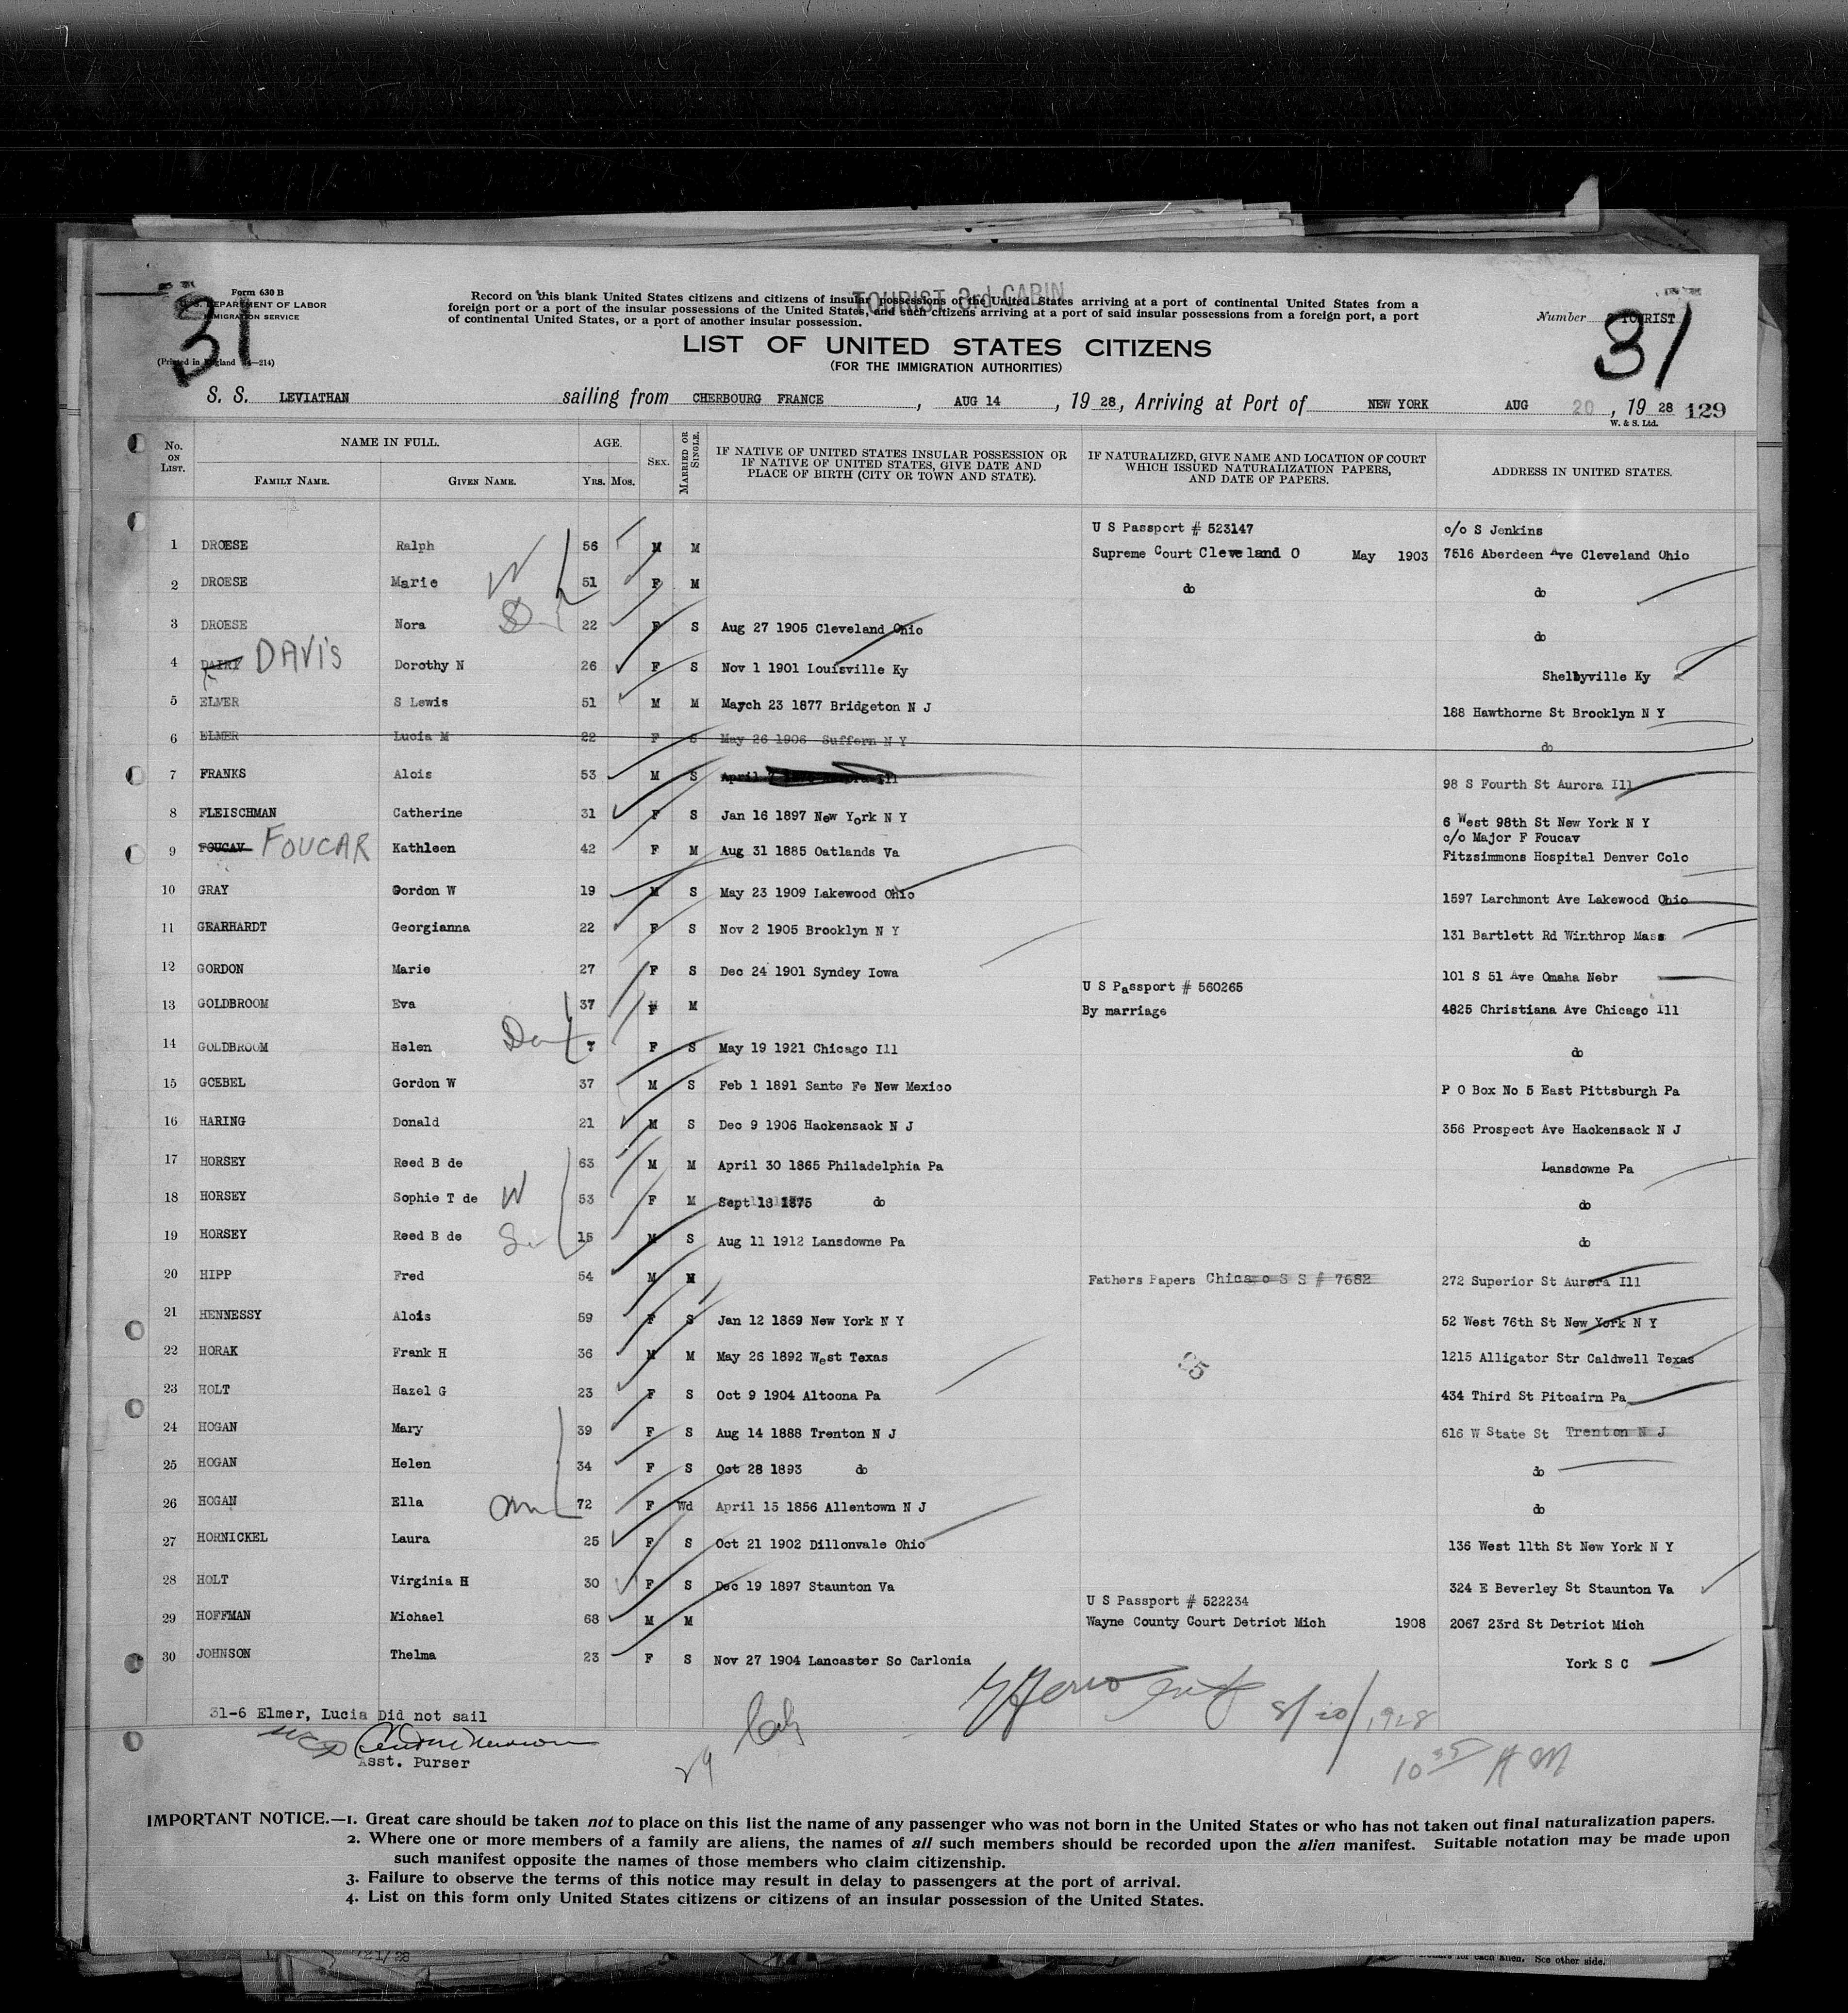 31
Form 630 B
U. S. DEPARTMENT OF LABOR
IMMIGRATION SERVICE
(Printed in England
TOURIST 3rd CABIN
Record on this blank United States citizens and citizens of insular possessions of the United States arriving at a port of continental United States from a
foreign port or a port of the insular possessions of the United States, and such citizens arriving at a port of said insular possessions from a foreign port, a port
of continental United States, or a port of another insular possession.
Number TOURIST
31
LIST OF UNITED STATES CITIZENS
(FOR THE IMMIGRATION AUTHORITIES)
S. S. LEVIATHAN sailing from CHERBOURG FRANCE, AUG 14, 19 28, Arriving at Port of NEW YORK AUG 20, 19 28 129
W. & S. Ltd.
No. ON LIST. NAME IN FULL. FAMILY NAME. GIVEN NAME. AGE. YRS. MOS. SEX. MARRIED OR SINGLE. IF NATIVE OF UNITED STATES INSULAR POSSESSION OR IF NATIVE OF UNITED STATES, GIVE DATE AND PLACE OF BIRTH (CITY OR TOWN AND STATE). IF NATURALIZED, GIVE NAME AND LOCATION OF COURT WHICH ISSUED NATURALIZATION PAPERS, AND DATE OF PAPERS. ADDRESS IN UNITED STATES.
U S Passport # 523147 c/o S Jenkins
1 DROESE Ralph 56 M M Supreme Court Cleveland O May 1903 7516 Aberdeen Ave Cleveland Ohio
2 DROESE Marie W 51 F M do do
3 DROESE Nora 22 F S Aug 27 1905 Cleveland Ohio do
4 DAIRY DAVIS Dorothy N 26 F S Nov 1 1901 Louisville Ky Shelbyville Ky
5 ELMER S Lewis 51 M M March 23 1877 Bridgeton N J 188 Hawthorne St Brooklyn N Y
6 ELMER Lucia M 22 F S May 26 1906 Suffern N Y do
7 FRANKS Alois 53 M S April Ill 98 S Fourth St Aurora Ill
8 FLEISCHMAN Catherine 31 F S Jan 16 1897 New York N Y 6 West 98th St New York N Y
c/o Major F Foucav
9 FOUCAV FOUCAR Kathleen 42 F M Aug 31 1885 Oatlands Va Fitzsimmons Hospital Denver Colo
10 GRAY Gordon W 19 M S May 23 1909 Lakewood Ohio 1597 Larchmont Ave Lakewood Ohio
11 GEARHARDT Georgianna 22 F S Nov 2 1905 Brooklyn N Y 131 Bartlett Rd Winthrop Mass
12 GORDON Marie 27 F S Dec 24 1901 Syndey Iowa 101 S 51 Ave Omaha Nebr
U S Passport # 560265
13 GOLDBROOM Eva 37 F M By marriage 4825 Christiana Ave Chicago Ill
14 GOLDBROOM Helen 7 F S May 19 1921 Chicago Ill do
15 GOEBEL Gordon W 37 M S Feb 1 1891 Sante Fe New Mexico P O Box No 5 East Pittsburgh Pa
16 HARING Donald 21 M S Dec 9 1906 Hackensack N J 356 Prospect Ave Hackensack N J
17 HORSEY Reed B de 63 M M April 30 1865 Philadelphia Pa Lansdowne Pa
18 HORSEY Sophie T de W 53 F M Sept 18 1875 do do
19 HORSEY Reed B de 15 M S Aug 11 1912 Lansdowne Pa do
20 HIPP Fred 54 M M Fathers Papers Chicago S S # 7682 272 Superior St Aurora Ill
21 HENNESSY Alois 59 F S Jan 12 1869 New York N Y 52 West 76th St New York N Y
22 HORAK Frank H 36 M M May 26 1892 West Texas 1215 Alligator Str Caldwell Texas
23 HOLT Hazel G 23 F S Oct 9 1904 Altoona Pa 434 Third St Pitcairn Pa
24 HOGAN Mary 39 F S Aug 14 1888 Trenton N J 616 W State St Trenton N J
25 HOGAN Helen 34 F S Oct 28 1893 do do
26 HOGAN Ella 72 F Wd April 15 1856 Allentown N J do
27 HORNICKEL Laura 25 F S Oct 21 1902 Dillonvale Ohio 136 West 11th St New York N Y
28 HOLT Virginia H 30 F S Dec 19 1897 Staunton Va 324 E Beverley St Staunton Va
U S Passport # 522234
29 HOFFMAN Michael 68 M M Wayne County Court Detriot Mich 1908 2067 23rd St Detriot Mich
30 JOHNSON Thelma 23 F S Nov 27 1904 Lancaster So Carlonia York S C
31-6 Elmer, Lucia Did not sail
8/20/1928
Asst. Purser
29
10 35 AM
IMPORTANT NOTICE.—1. Great care should be taken not to place on this list the name of any passenger who was not born in the United States or who has not taken out final naturalization papers.
2. Where one or more members of a family are aliens, the names of all such members should be recorded upon the alien manifest. Suitable notation may be made upon
such manifest opposite the names of those members who claim citizenship.
3. Failure to observe the terms of this notice may result in delay to passengers at the port of arrival.
4. List on this form only United States citizens or citizens of an insular possession of the United States.
for each alien. See other side.